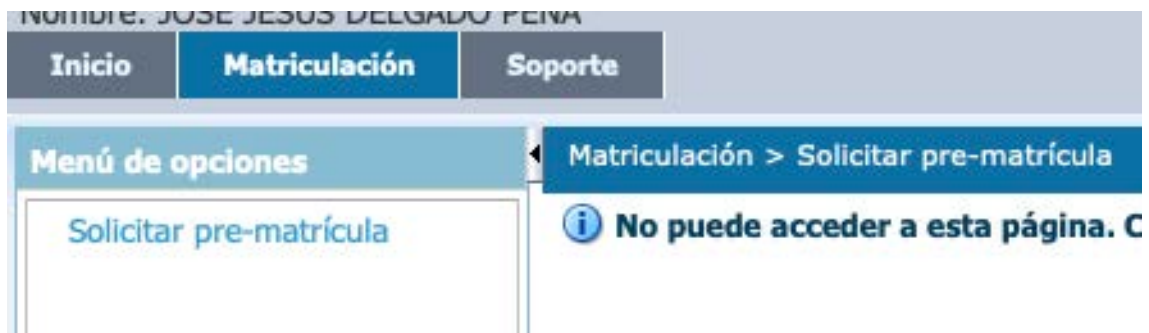 Nombre: JOSE JESUS DELGADO PEÑA
Inicio Matriculación Soporte
Menú de opciones
Matriculación > Solicitar pre-matrícula
Solicitar pre-matrícula
No puede acceder a esta página. C